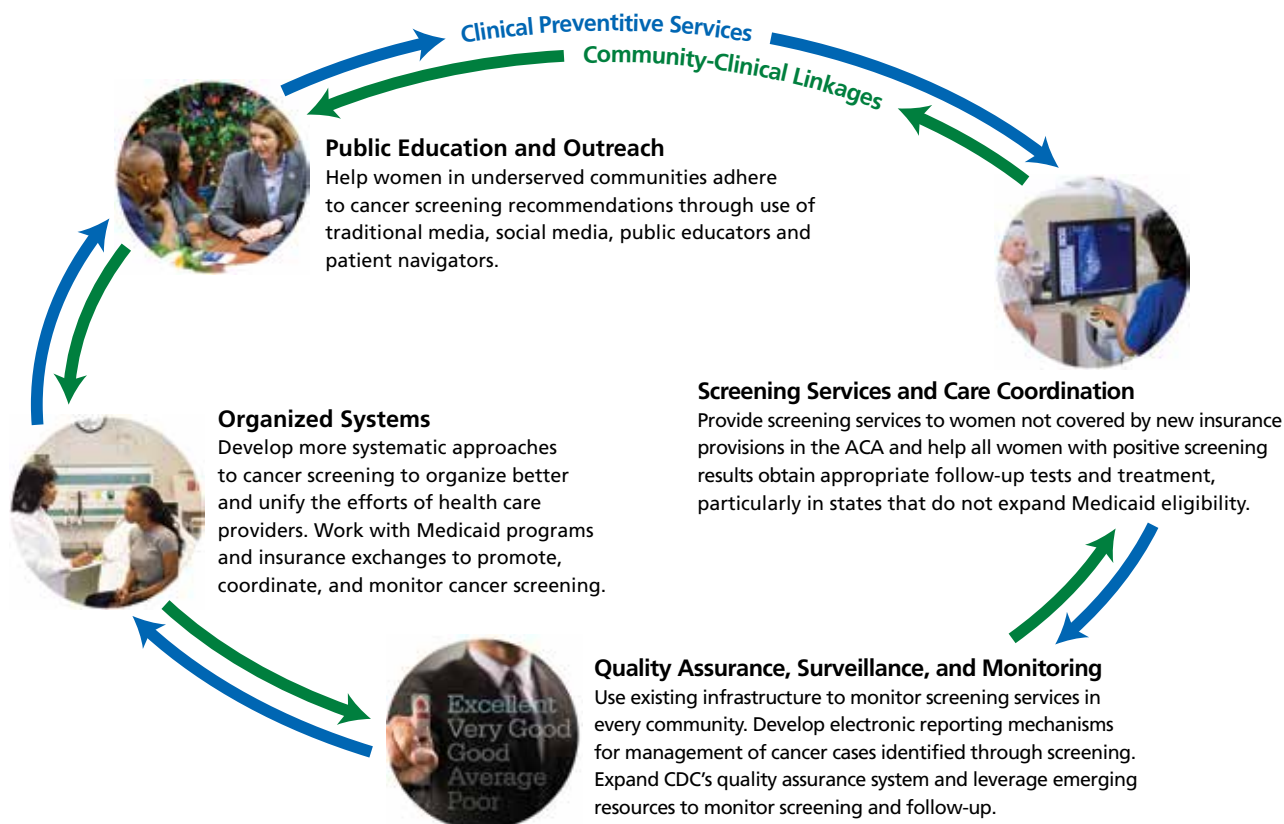 Clinical Preventitive Services
Community-Clinical Linkages
Public Education and Outreach
Help women in underserved communities adhere
to cancer screening recommendations through use of
traditional media, social media, public educators and
patient navigators.
Screening Services and Care Coordination
Provide screening services to women not covered by new insurance
provisions in the ACA and help all women with positive screening
results obtain appropriate follow-up tests and treatment,
particularly in states that do not expand Medicaid eligibility.
Organized Systems
Develop more systematic approaches
to cancer screening to organize better
and unify the efforts of health care
providers. Work with Medicaid programs
and insurance exchanges to promote,
coordinate, and monitor cancer screening.
Quality Assurance, Surveillance, and Monitoring
Use existing infrastructure to monitor screening services in
every community. Develop electronic reporting mechanisms
for management of cancer cases identified through screening.
Expand CDC’s quality assurance system and leverage emerging
resources to monitor screening and follow-up.
Excellent
Very Good
Good
Average
Poor